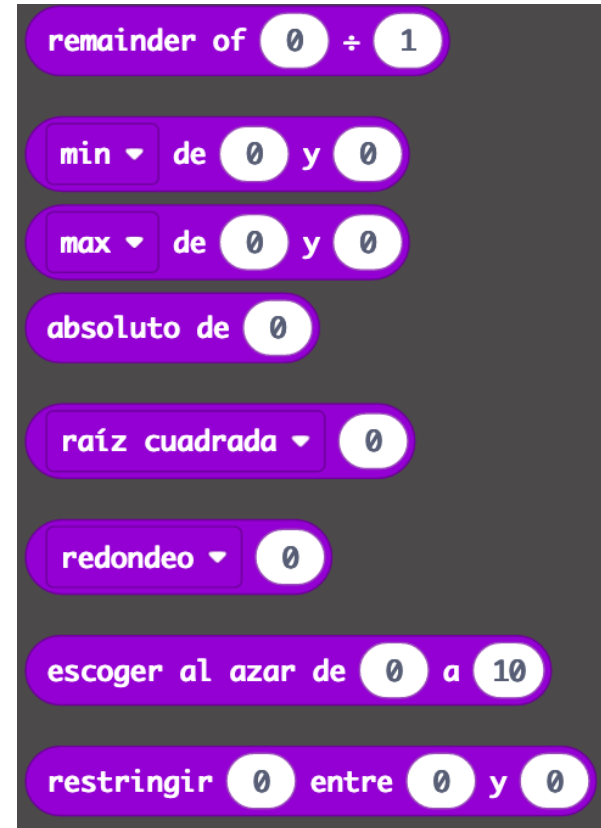 remainder of 0 ÷ 1
min de 0 y 0
max de 0 y 0
absoluto de 0
raíz cuadrada 0
redondeo 0
escoger al azar de 0 a 10
restringir 0 entre 0 y 0